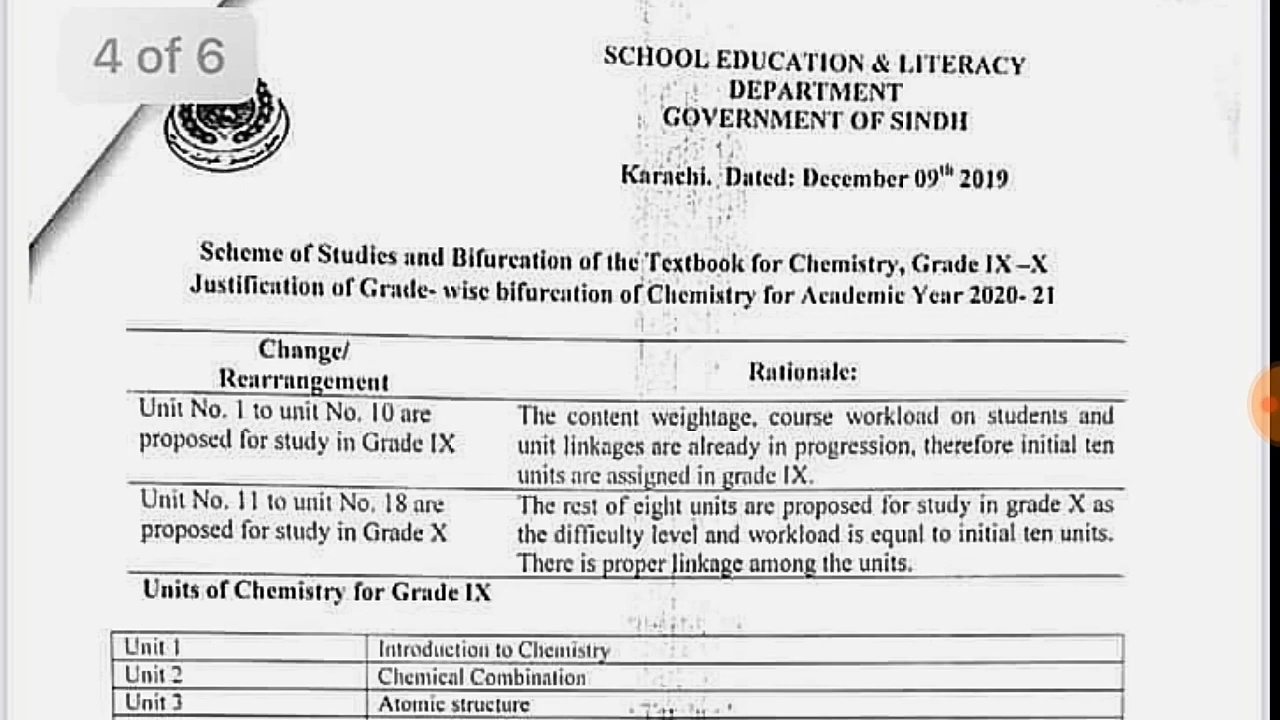 4 of 6
SCHOOL EDUCATION & LITERACY
DEPARTMENT
GOVERNMENT OF SINDH
Karachi. Dated: December 09th 2019
Scheme of Studies and Bifurcation of the Textbook for Chemistry, Grade IX –X
Justification of Grade- wise bifurcation of Chemistry for Academic Year 2020- 21
Change/
Rearrangement
Rationale:
Unit No. 1 to unit No. 10 are
proposed for study in Grade IX
The content weightage, course workload on students and
unit linkages are already in progression, therefore initial ten
units are assigned in grade IX.
Unit No. 11 to unit No. 18 are
proposed for study in Grade X
The rest of eight units are proposed for study in grade X as
the difficulty level and workload is equal to initial ten units.
There is proper linkage among the units.
Units of Chemistry for Grade IX
Unit 1 Introduction to Chemistry
Unit 2 Chemical Combination
Unit 3 Atomic structure